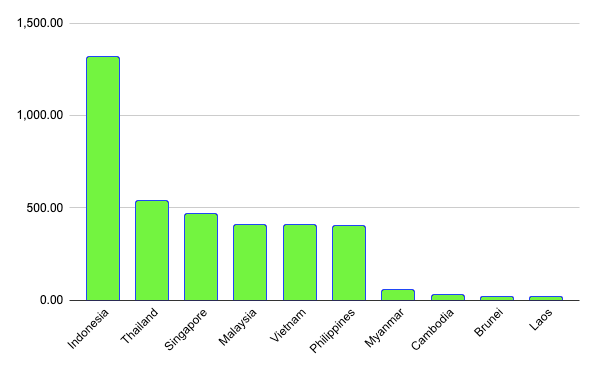 1,500.00
1,000.00
500.00
0.00
Indonesia
Thailand
Singapore
Malaysia
Vietnam
Philippines
Myanmar
Cambodia
Brunei
Laos